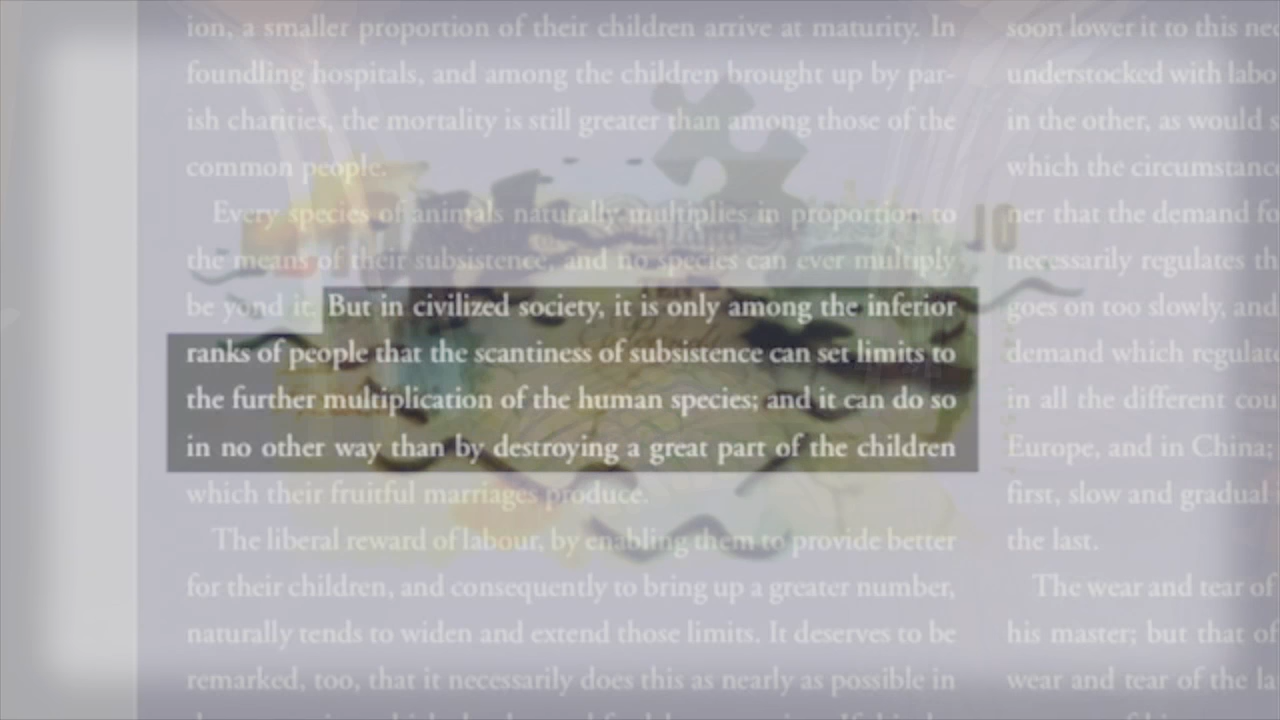 ion, a smaller proportion of their children arrive at maturity. In
foundling hospitals, and among the children brought up by par-
ish charities, the mortality is still greater than among those of the
common people.
Every species of animals naturally multiplies in proportion to
the means of their subsistence, and no species can ever multiply
be yond it. But in civilized society, it is only among the inferior
ranks of people that the scantiness of subsistence can set limits to
the further multiplication of the human species; and it can do so
in no other way than by destroying a great part of the children
which their fruitful marriages produce.
The liberal reward of labour, by enabling them to provide better
for their children, and consequently to bring up a greater number,
naturally tends to widen and extend those limits. It deserves to be
remarked, too, that it necessarily does this as nearly as possible in
soon lower it to this
understocked with
in the other, as would
which the
ner that the demand
necessarily regulates
goes on too slowly, and
demand which
in all the different
Europe, and in China;
first, slow and gradual
the last.
The wear and tear of
his master; but that of
wear and tear of the
10